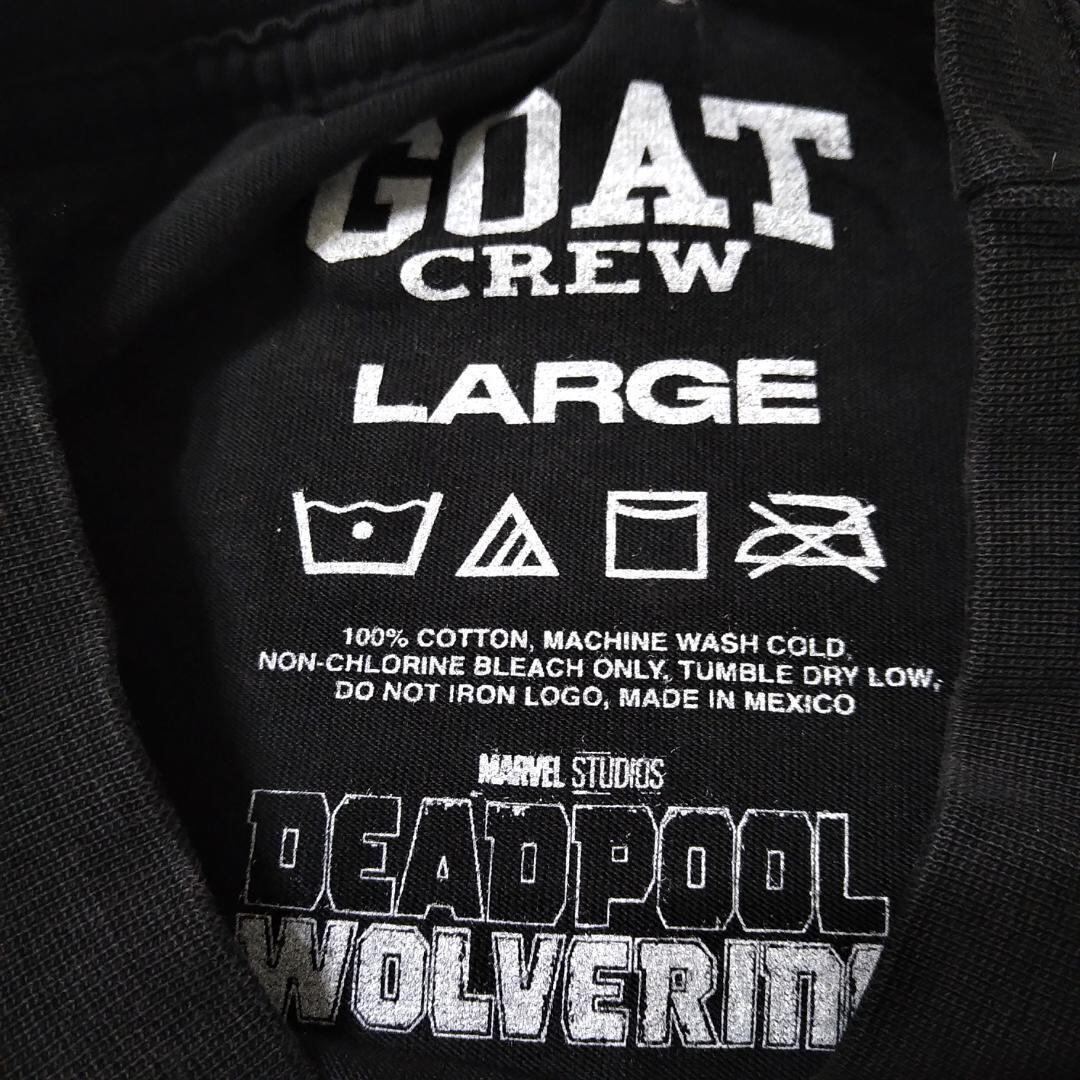 GOAT
CREW
LARGE
100% COTTON, MACHINE WASH COLD,
NON-CHLORINE BLEACH ONLY, TUMBLE DRY LOW,
DO NOT IRON LOGO, MADE IN MEXICO
MARVEL STUDIOS
DEADPOOL
WOLVERIN